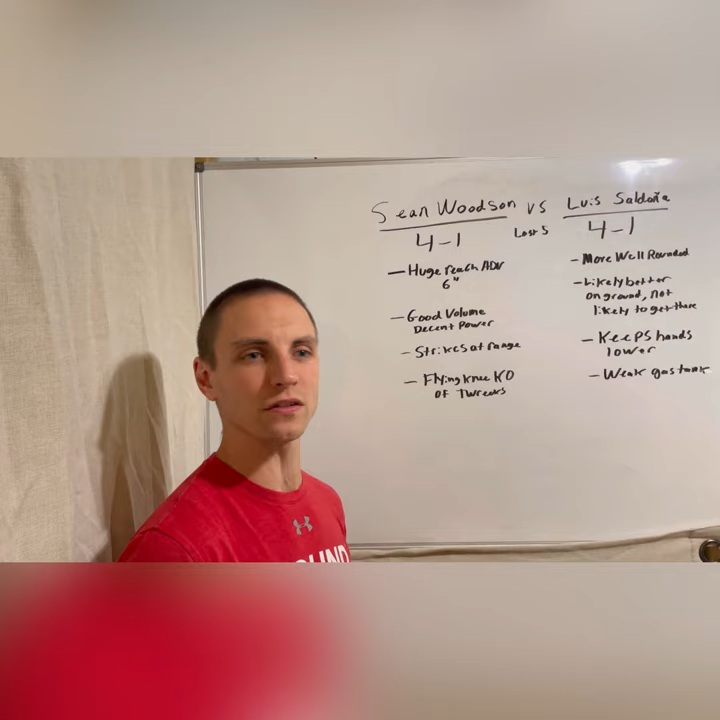 Sean Woodson vs Luis Saldaña
4-1 Last 5 4-1
- Huge reach ADV
6"
- Good Volume
Decent Power
- Strikes at range
- Flying knee KO
OF Twrears
- More Well Rounded
- Likely better
on ground, not
likely to get there
- Keeps hands
lower
- Weak gas tank